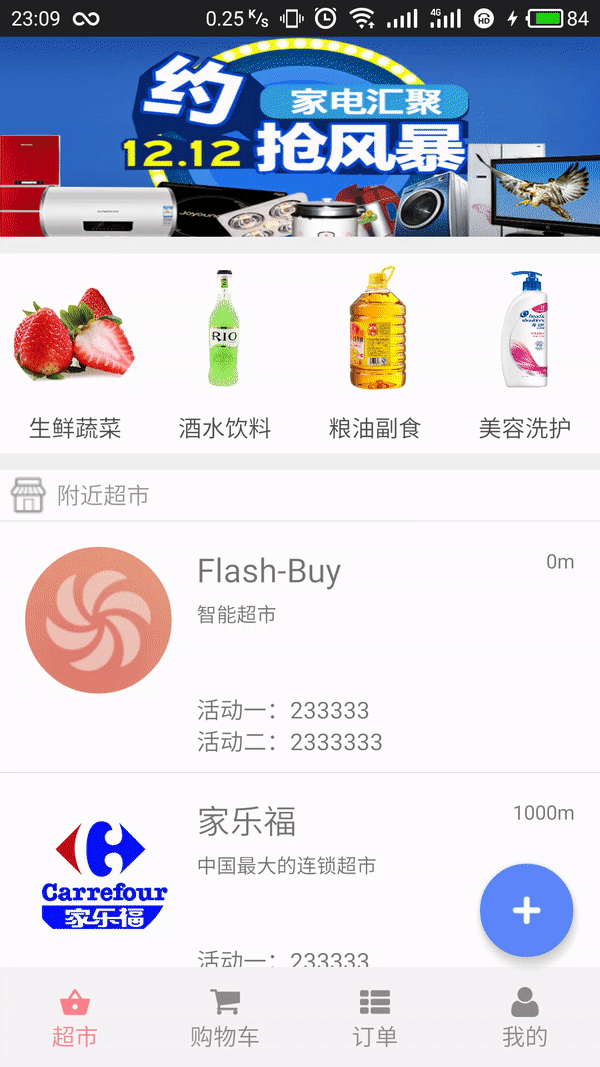 23:09 0.25 K/s 4G HD 84
约
家电汇聚
12.12 抢风暴
Joyoung
RIO
head & shoulders
生鲜蔬菜 酒水饮料 粮油副食 美容洗护
附近超市
Flash-Buy 0m
智能超市
活动一：233333
活动二：2333333
家乐福 1000m
中国最大的连锁超市
Carrefour
家乐福
活动一：233333
超市 购物车 订单 我的